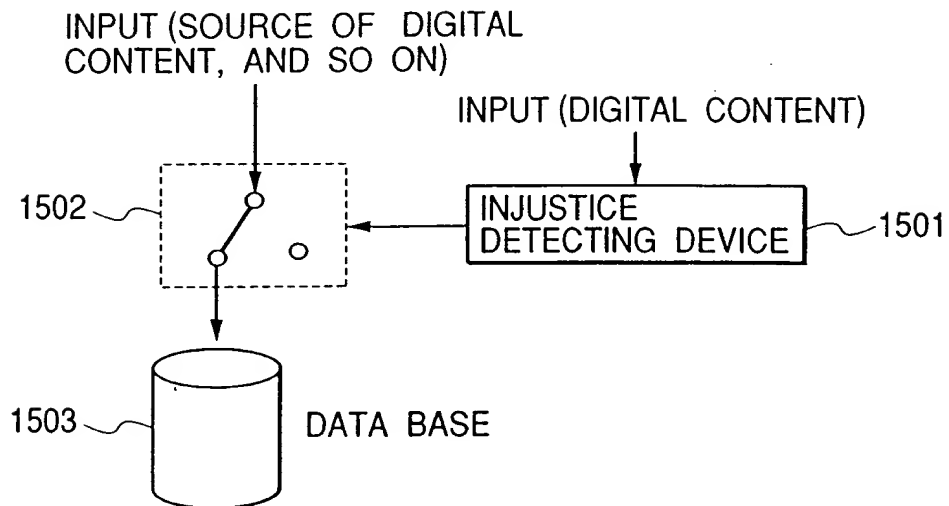 INPUT (SOURCE OF DIGITAL
CONTENT, AND SO ON)
INPUT (DIGITAL CONTENT)
1502
INJUSTICE
DETECTING DEVICE
1501
1503
DATA BASE